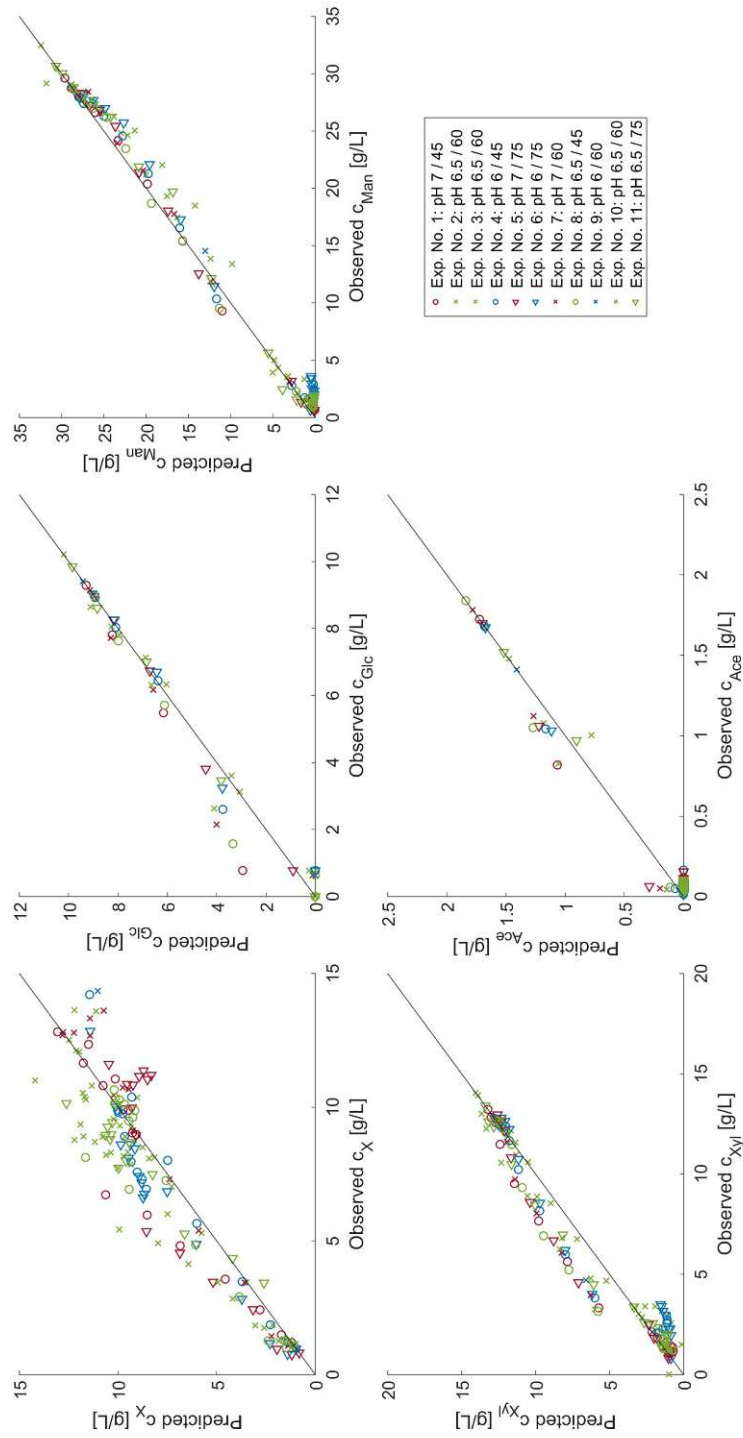 15
10
5
0
Predicted c_X [g/L]
0
5
10
15
Observed c_X [g/L]
12
10
8
6
4
2
0
Predicted c_Glc [g/L]
0
2
4
6
8
10
12
Observed c_Glc [g/L]
35
30
25
20
15
10
5
0
Predicted c_Man [g/L]
0
5
10
15
20
25
30
35
Observed c_Man [g/L]
20
15
10
5
0
Predicted c_Xyl [g/L]
0
5
10
15
20
Observed c_Xyl [g/L]
2.5
2
1.5
1
0.5
0
Predicted c_Ace [g/L]
0
0.5
1
1.5
2
2.5
Observed c_Ace [g/L]
Exp. No. 1: pH 7 / 45
Exp. No. 2: pH 6.5 / 60
Exp. No. 3: pH 6.5 / 60
Exp. No. 4: pH 6 / 45
Exp. No. 5: pH 7 / 75
Exp. No. 6: pH 6 / 75
Exp. No. 7: pH 7 / 60
Exp. No. 8: pH 6.5 / 45
Exp. No. 9: pH 6 / 60
Exp. No. 10: pH 6.5 / 60
Exp. No. 11: pH 6.5 / 75